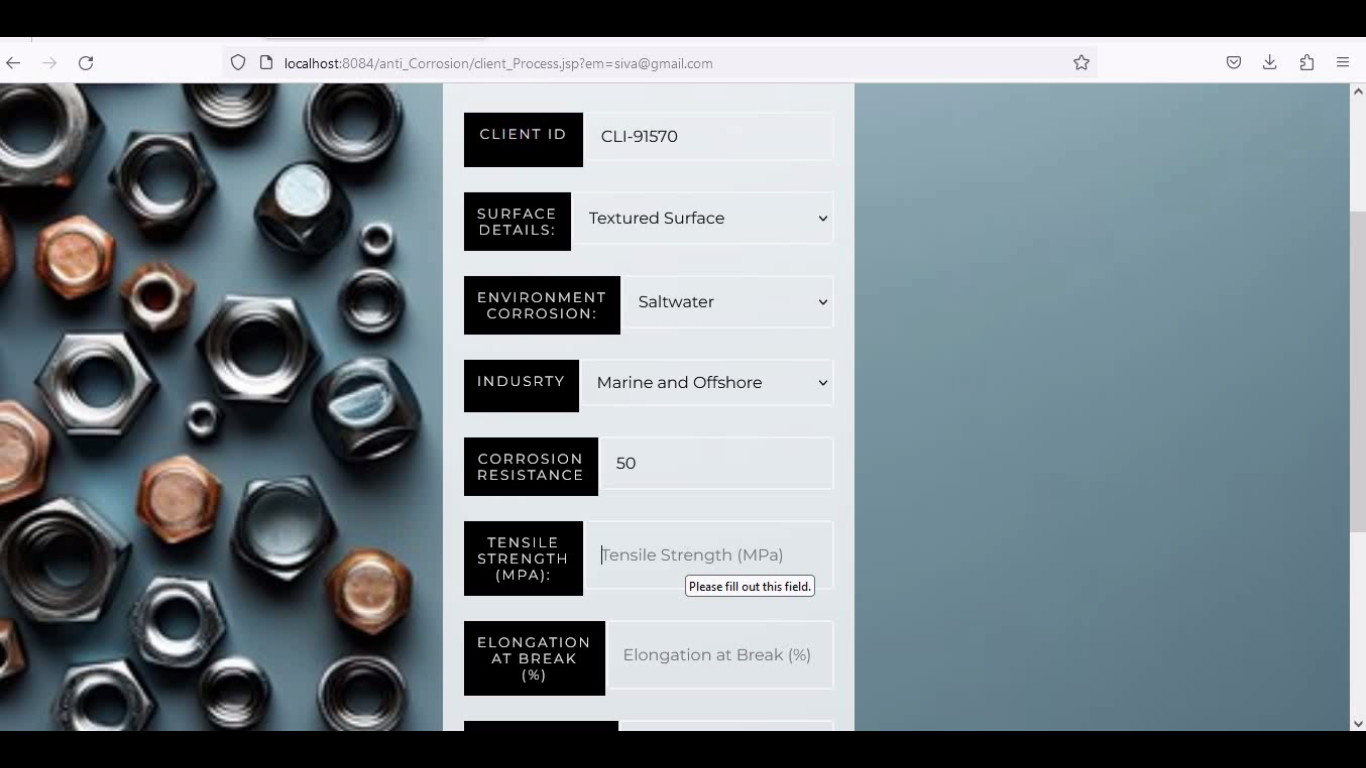 localhost:8084/anti_Corrosion/client_Process.jsp?em=siva@gmail.com
CLIENT ID
CLI-91570
SURFACE
DETAILS:
Textured Surface
ENVIRONMENT
CORROSION:
Saltwater
INDUSRTY
Marine and Offshore
CORROSION
RESISTANCE
50
TENSILE
STRENGTH
(MPA):
Tensile Strength (MPa)
Please fill out this field.
ELONGATION
AT BREAK
(%)
Elongation at Break (%)